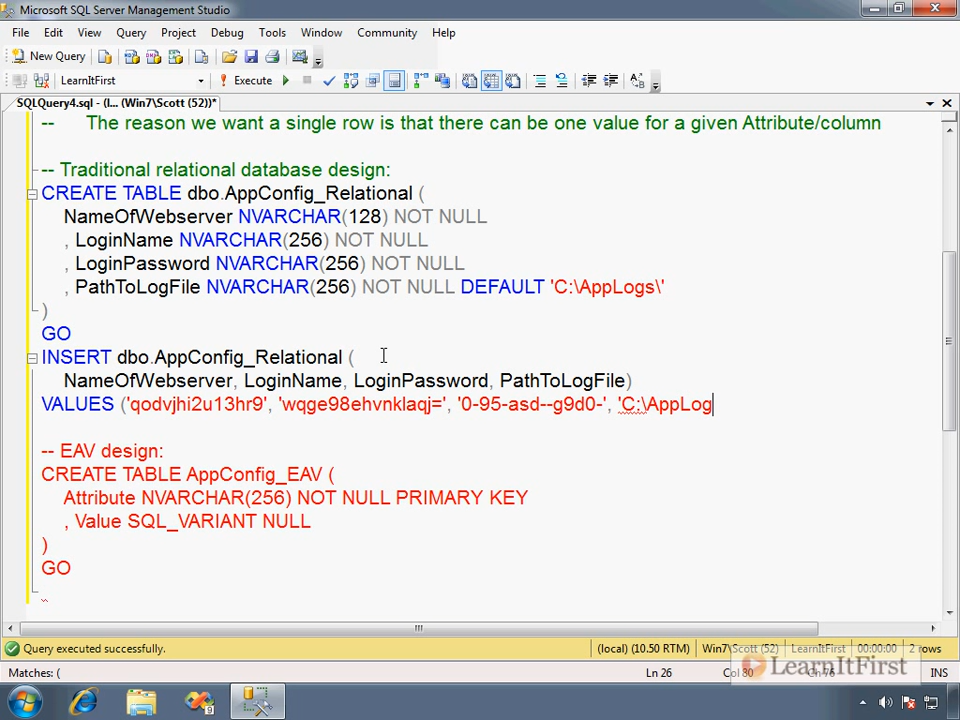 Microsoft SQL Server Management Studio
File Edit View Query Project Debug Tools Window Community Help
New Query
LearnItFirst Execute
SQLQuery4.sql - (l... (Win7\Scott (52))*
-- The reason we want a single row is that there can be one value for a given Attribute/column
-- Traditional relational database design:
CREATE TABLE dbo.AppConfig_Relational (
NameOfWebserver NVARCHAR(128) NOT NULL
, LoginName NVARCHAR(256) NOT NULL
, LoginPassword NVARCHAR(256) NOT NULL
, PathToLogFile NVARCHAR(256) NOT NULL DEFAULT 'C:\AppLogs\'
)
GO
INSERT dbo.AppConfig_Relational (
NameOfWebserver, LoginName, LoginPassword, PathToLogFile)
VALUES ('qodvjhi2u13hr9', 'wqge98ehvnklaqj=', '0-95-asd--g9d0-', 'C:\AppLog
-- EAV design:
CREATE TABLE AppConfig_EAV (
Attribute NVARCHAR(256) NOT NULL PRIMARY KEY
, Value SQL_VARIANT NULL
)
GO
Query executed successfully. (local) (10.50 RTM) Win7\Scott (52) LearnItFirst 00:00:00 2 rows
Matches: ( Ln 26 Col 80 Ch 76 INS
LearnItFirst